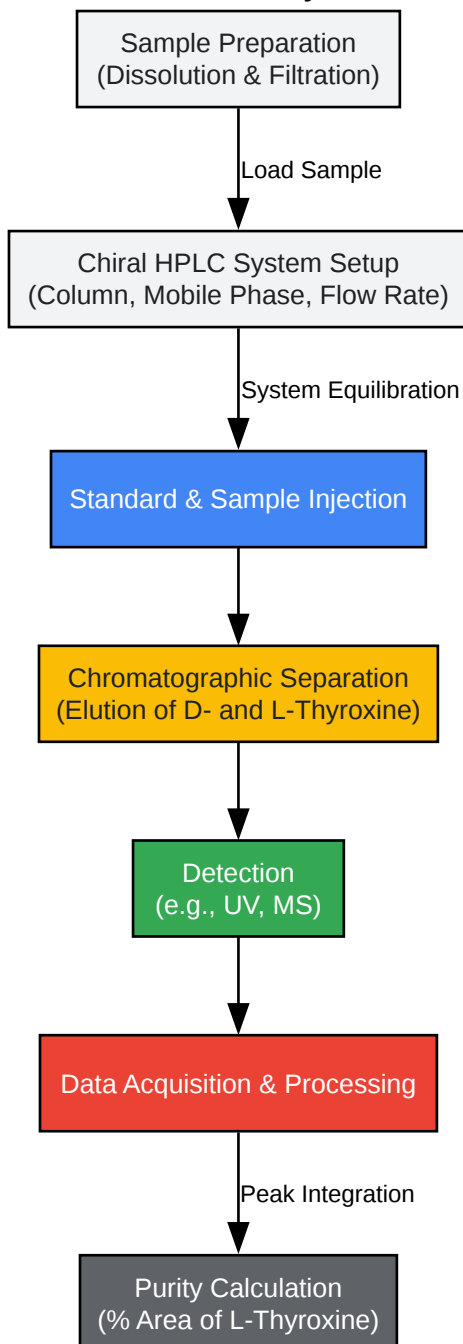 Sample Preparation
(Dissolution & Filtration)
Load Sample
Chiral HPLC System Setup
(Column, Mobile Phase, Flow Rate)
System Equilibration
Standard & Sample Injection
Chromatographic Separation
(Elution of D- and L-Thyroxine)
Detection
(e.g., UV, MS)
Data Acquisition & Processing
Peak Integration
Purity Calculation
(% Area of L-Thyroxine)